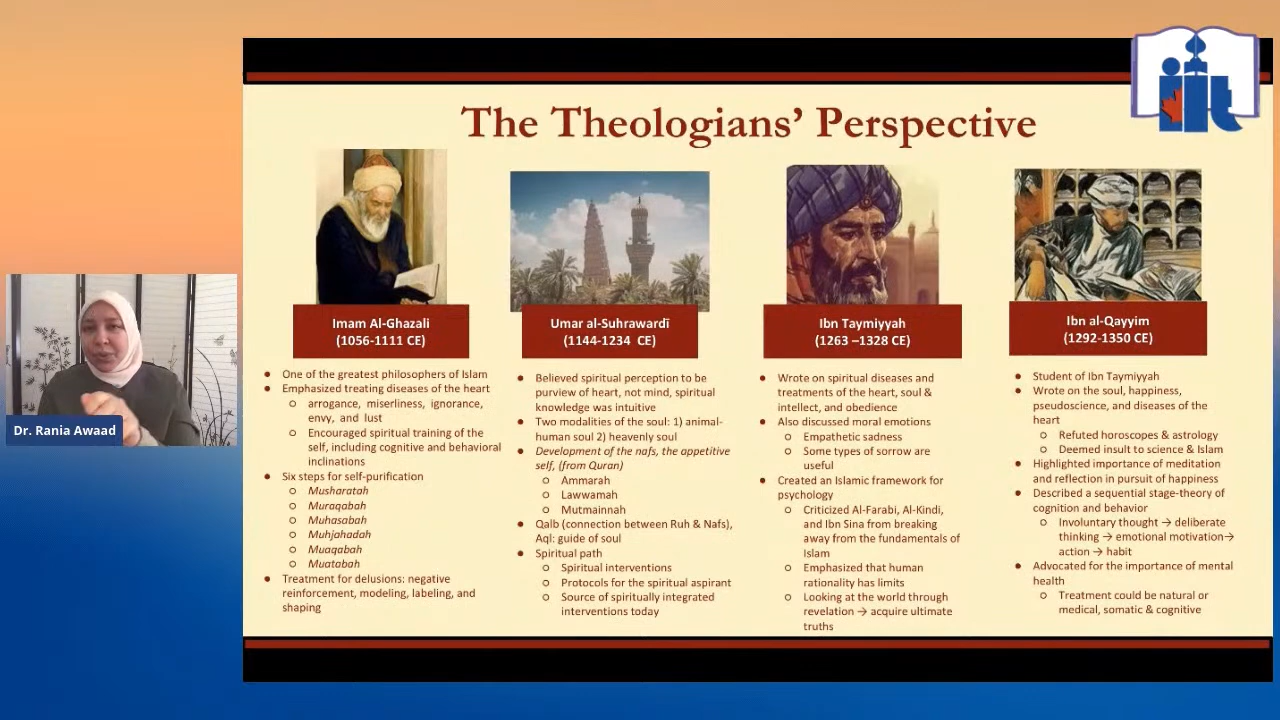 iiit
The Theologians' Perspective
Imam Al-Ghazali
(1056-1111 CE)
● One of the greatest philosophers of Islam
● Emphasized treating diseases of the heart
○ arrogance, miserliness, ignorance,
envy, and lust
○ Encouraged spiritual training of the
self, including cognitive and behavioral
inclinations
● Six steps for self-purification
○ Musharatah
○ Muraqabah
○ Muhasabah
○ Muhjahadah
○ Muaqabah
○ Muatabah
● Treatment for delusions: negative
reinforcement, modeling, labeling, and
shaping
Umar al-Suhrawardī
(1144-1234 CE)
● Believed spiritual perception to be
purview of heart, not mind, spiritual
knowledge was intuitive
● Two modalities of the soul: 1) animal-
human soul 2) heavenly soul
● Development of the nafs, the appetitive
self, (from Quran)
○ Ammarah
○ Lawwamah
○ Mutmainnah
● Qalb (connection between Ruh & Nafs),
Aql: guide of soul
● Spiritual path
○ Spiritual interventions
○ Protocols for the spiritual aspirant
○ Source of spiritually integrated
interventions today
Ibn Taymiyyah
(1263 –1328 CE)
● Wrote on spiritual diseases and
treatments of the heart, soul &
intellect, and obedience
● Also discussed moral emotions
○ Empathetic sadness
○ Some types of sorrow are
useful
● Created an Islamic framework for
psychology
○ Criticized Al-Farabi, Al-Kindi,
and Ibn Sina from breaking
away from the fundamentals of
Islam
○ Emphasized that human
rationality has limits
○ Looking at the world through
revelation → acquire ultimate
truths
Ibn al-Qayyim
(1292-1350 CE)
● Student of Ibn Taymiyyah
● Wrote on the soul, happiness,
pseudoscience, and diseases of the
heart
○ Refuted horoscopes & astrology
○ Deemed insult to science & Islam
● Highlighted importance of meditation
and reflection in pursuit of happiness
● Described a sequential stage-theory of
cognition and behavior
○ Involuntary thought → deliberate
thinking → emotional motivation→
action → habit
● Advocated for the importance of mental
health
○ Treatment could be natural or
medical, somatic & cognitive
Dr. Rania Awaad